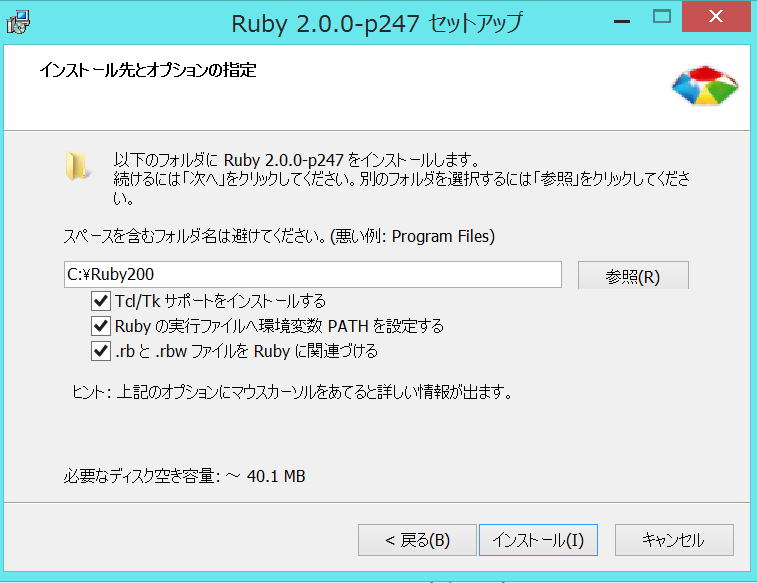 Ruby 2.0.0-p247 セットアップ
インストール先とオプションの指定
以下のフォルダに Ruby 2.0.0-p247 をインストールします。
続けるには「次へ」をクリックしてください。別のフォルダを選択するには「参照」をクリックしてくださ
い。
スペースを含むフォルダ名は避けてください。(悪い例: Program Files)
C:¥Ruby200
参照(R)
Tcl/Tk サポートをインストールする
Ruby の実行ファイルへ環境変数 PATH を設定する
.rb と .rbw ファイルを Ruby に関連づける
ヒント: 上記のオプションにマウスカーソルをあてると詳しい情報が出ます。
必要なディスク空き容量: ～ 40.1 MB
< 戻る(B)
インストール(I)
キャンセル